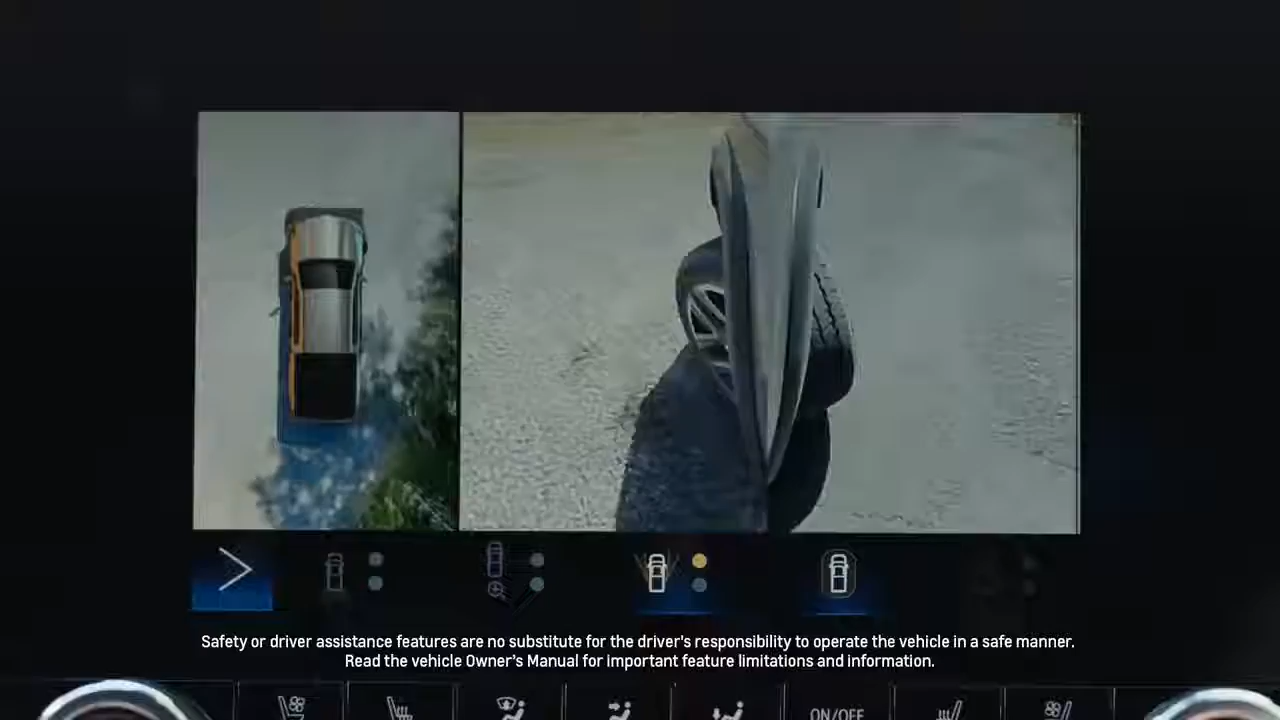 Safety or driver assistance features are no substitute for the driver's responsibility to operate the vehicle in a safe manner.
Read the vehicle Owner's Manual for important feature limitations and information.
ON/OFF